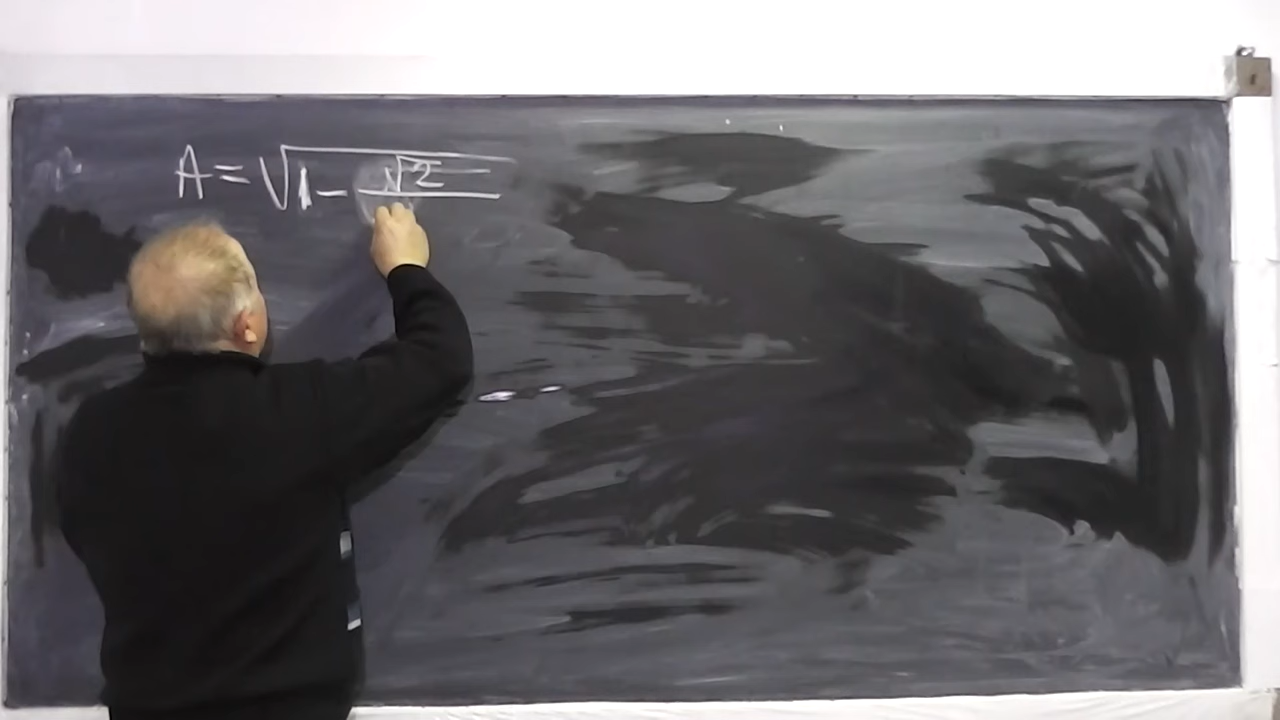 A = √1 - √2